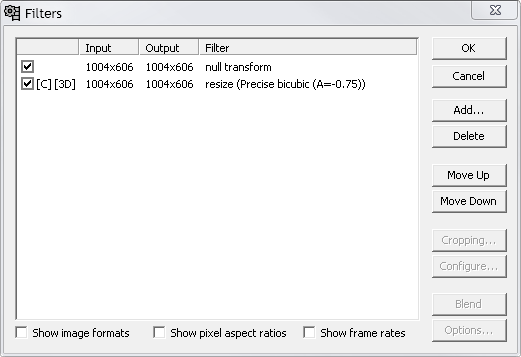 Filters
Input Output Filter
1004x606 1004x606 null transform
[C] [3D] 1004x606 1004x606 resize (Precise bicubic (A=-0.75))
OK
Cancel
Add...
Delete
Move Up
Move Down
Cropping...
Configure...
Blend
Options...
Show image formats Show pixel aspect ratios Show frame rates